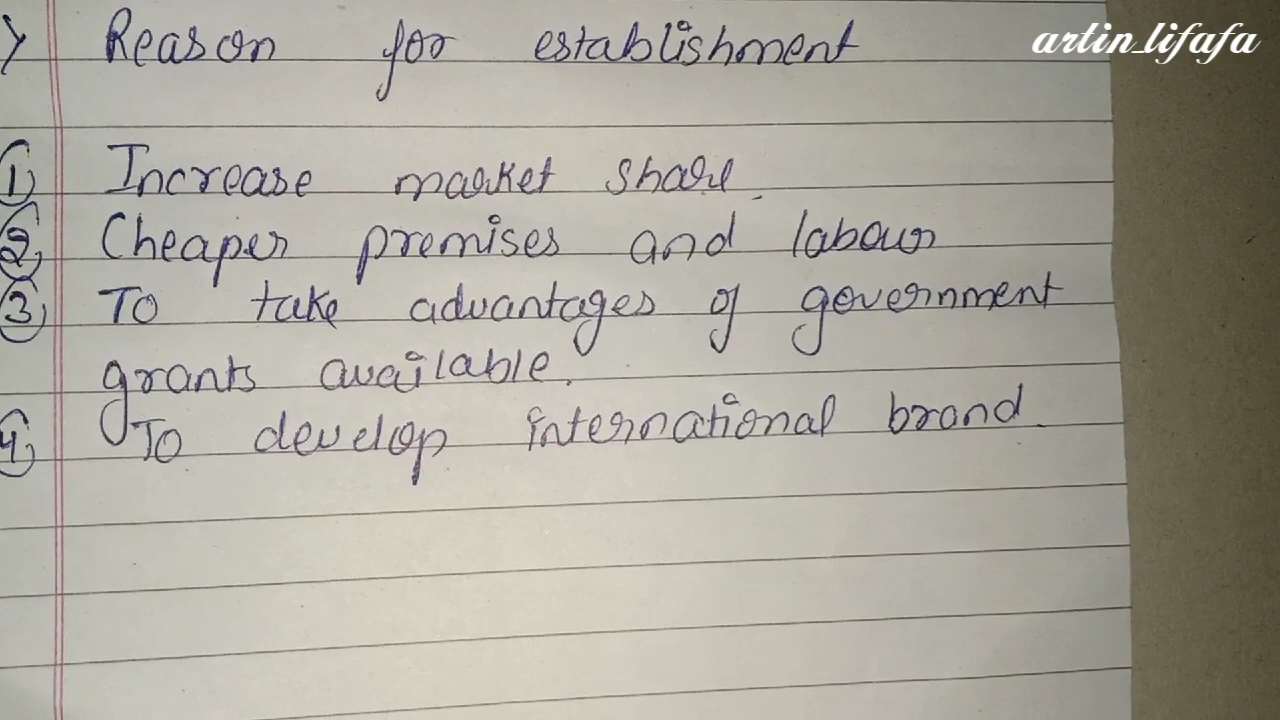 artin_lifafa
> Reason for establishment
1) Increase market share.
2) Cheaper premises and labour
3) To take advantages of government
grants available.
4) To develop international brand.